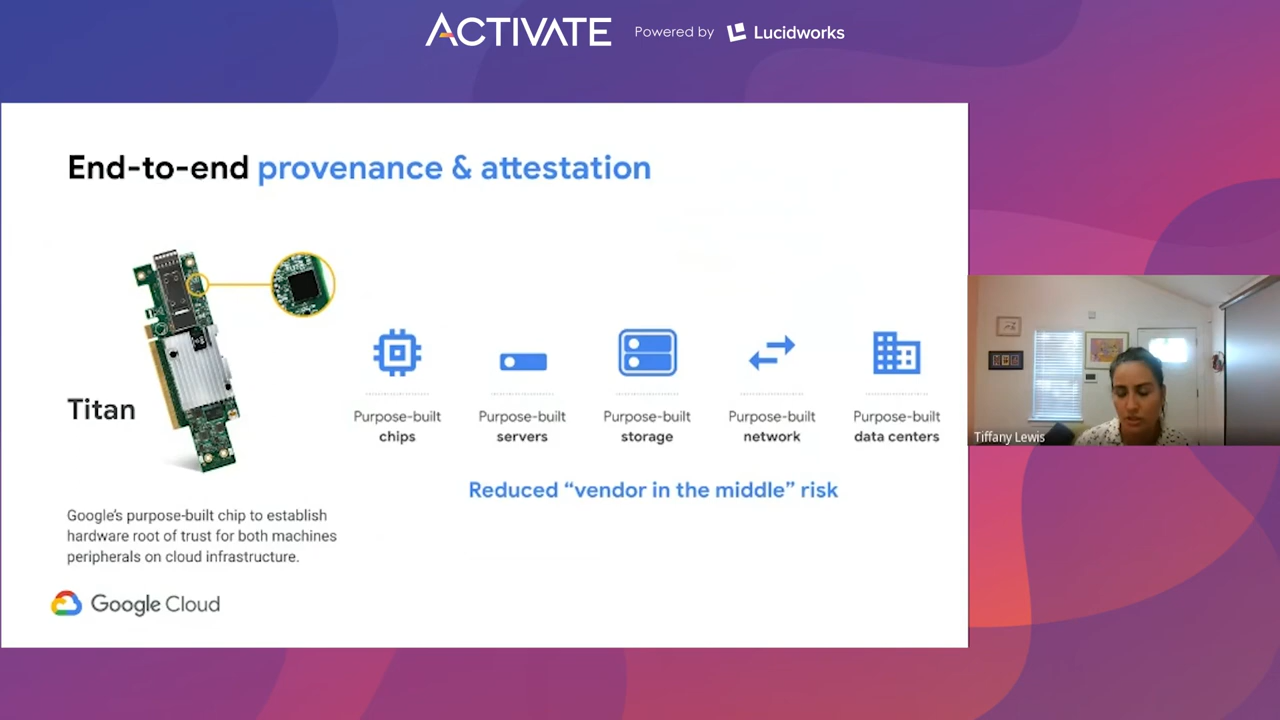 ACTIVATE Powered by Lucidworks
End-to-end provenance & attestation
Titan
Google's purpose-built chip to establish
hardware root of trust for both machines
peripherals on cloud infrastructure.
Purpose-built
chips
Purpose-built
servers
Purpose-built
storage
Purpose-built
network
Purpose-built
data centers
Reduced “vendor in the middle” risk
Google Cloud
Tiffany Lewis